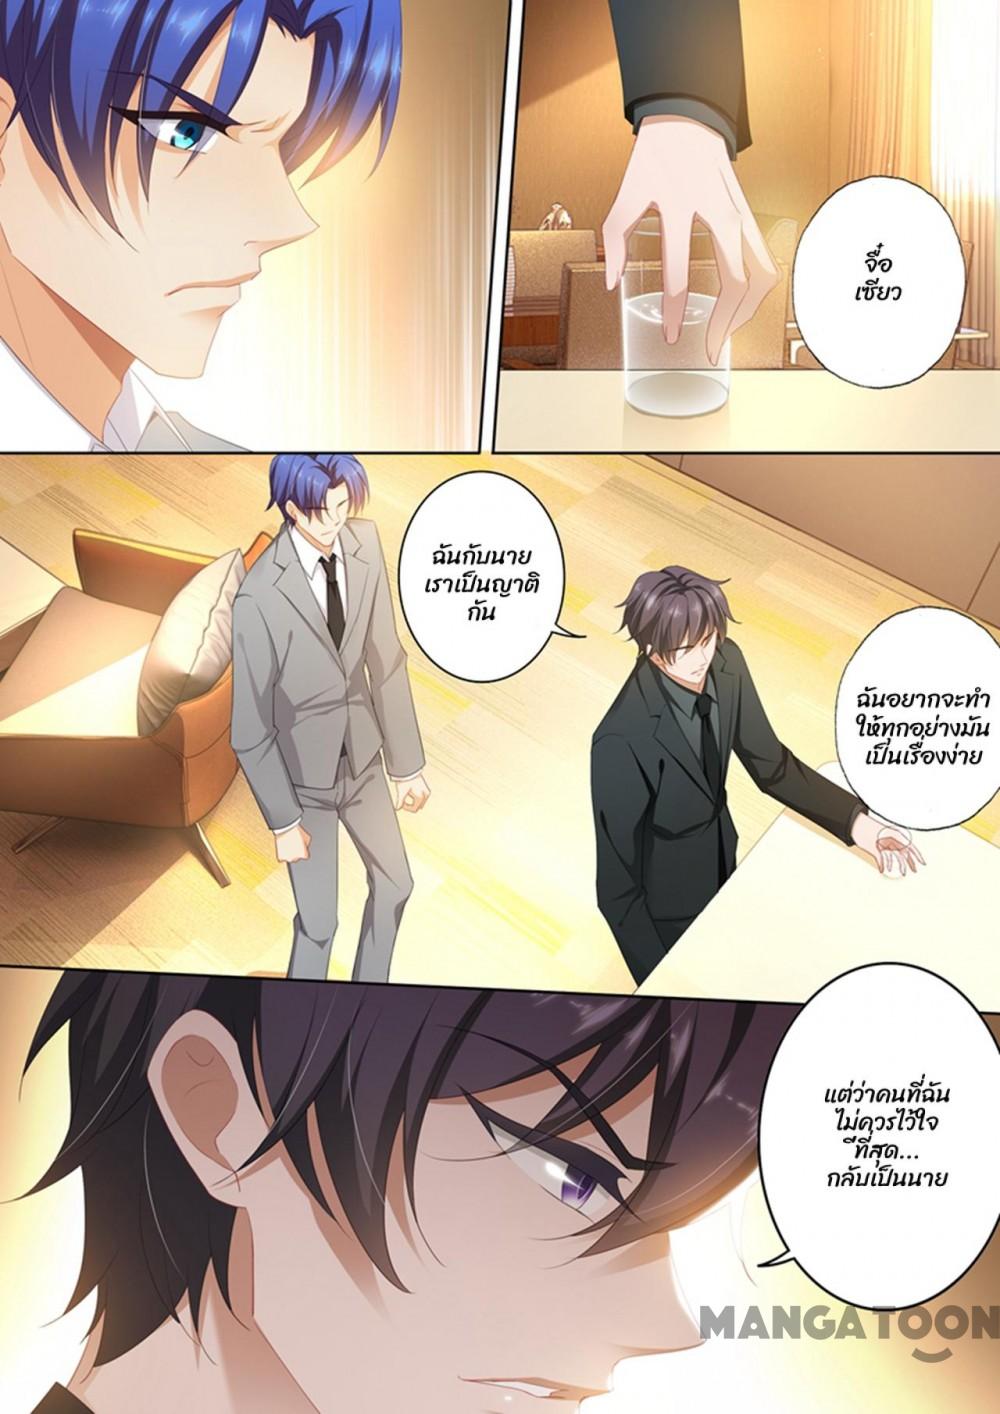 จื๋อ
เซียว
ฉันกับนาย
เราเป็นญาติ
กัน
ฉันอยากจะทำ
ให้ทุกอย่างมัน
เป็นเรื่องง่าย
แต่ว่าคนที่ฉัน
ไม่ควรไว้ใจ
ที่สุด...
กลับเป็นนาย
MANGATOON